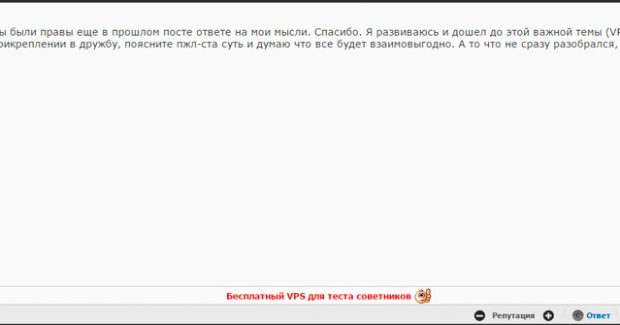 ы были правы еще в прошлом посте ответе на мои мысли. Спасибо. Я развиваюсь и дошел до этой важной темы (VP
рикреплении в дружбу, поясните пжл-ста суть и думаю что все будет взаимовыгодно. А то что не сразу разобрался,
Бесплатный VPS для теста советников
Репутация Ответ